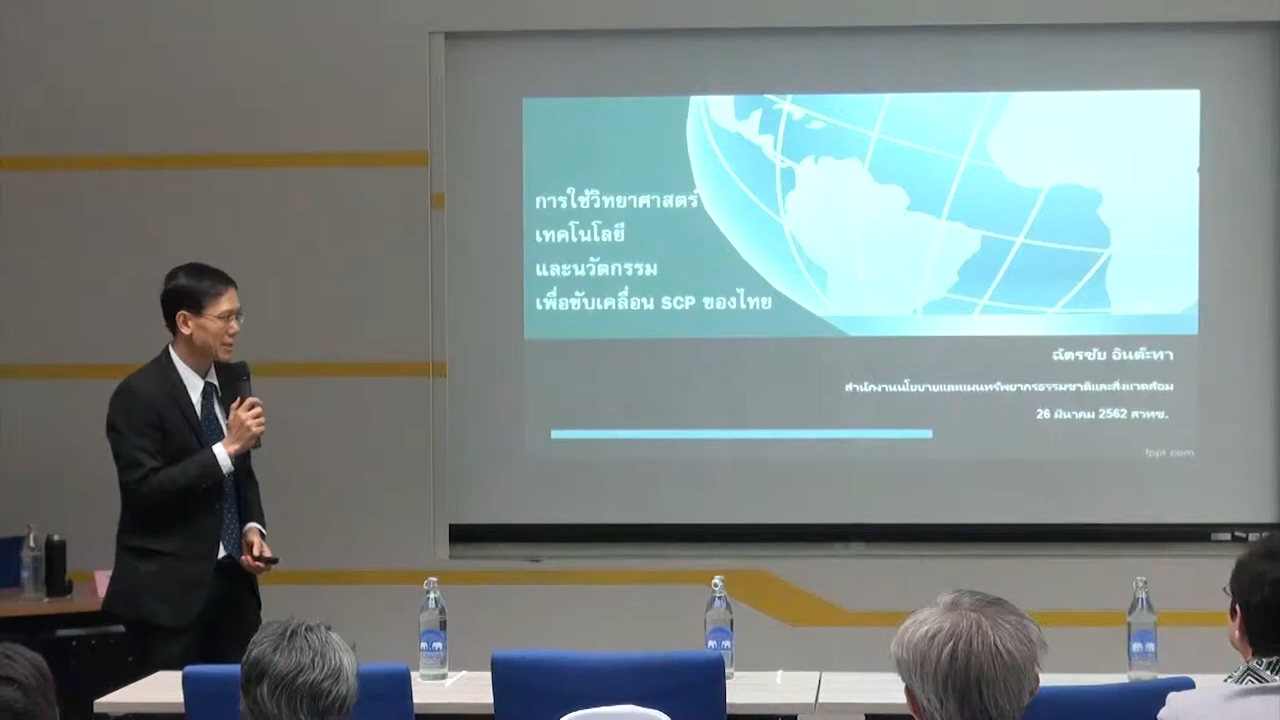 การใช้วิทยาศาสตร์
เทคโนโลยี
และนวัตกรรม
เพื่อขับเคลื่อน SCP ของไทย
ฉัตรชัย อินต๊ะทา
สำนักงานนโยบายและแผนทรัพยากรธรรมชาติและสิ่งแวดล้อม
26 มีนาคม 2562 สวทช.
fppt.com